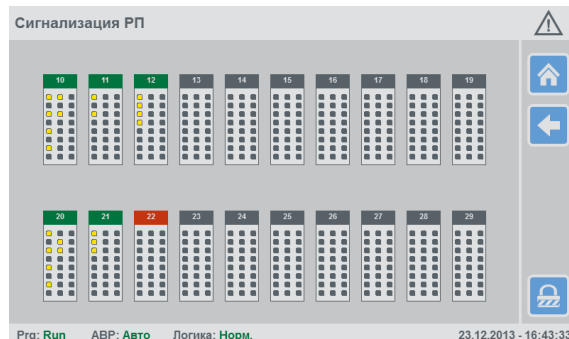 Сигнализация РП
10 11 12 13 14 15 16 17 18 19
20 21 22 23 24 25 26 27 28 29
Prg: Run АВР: Авто Логика: Норм. 23.12.2013 - 16:43:33